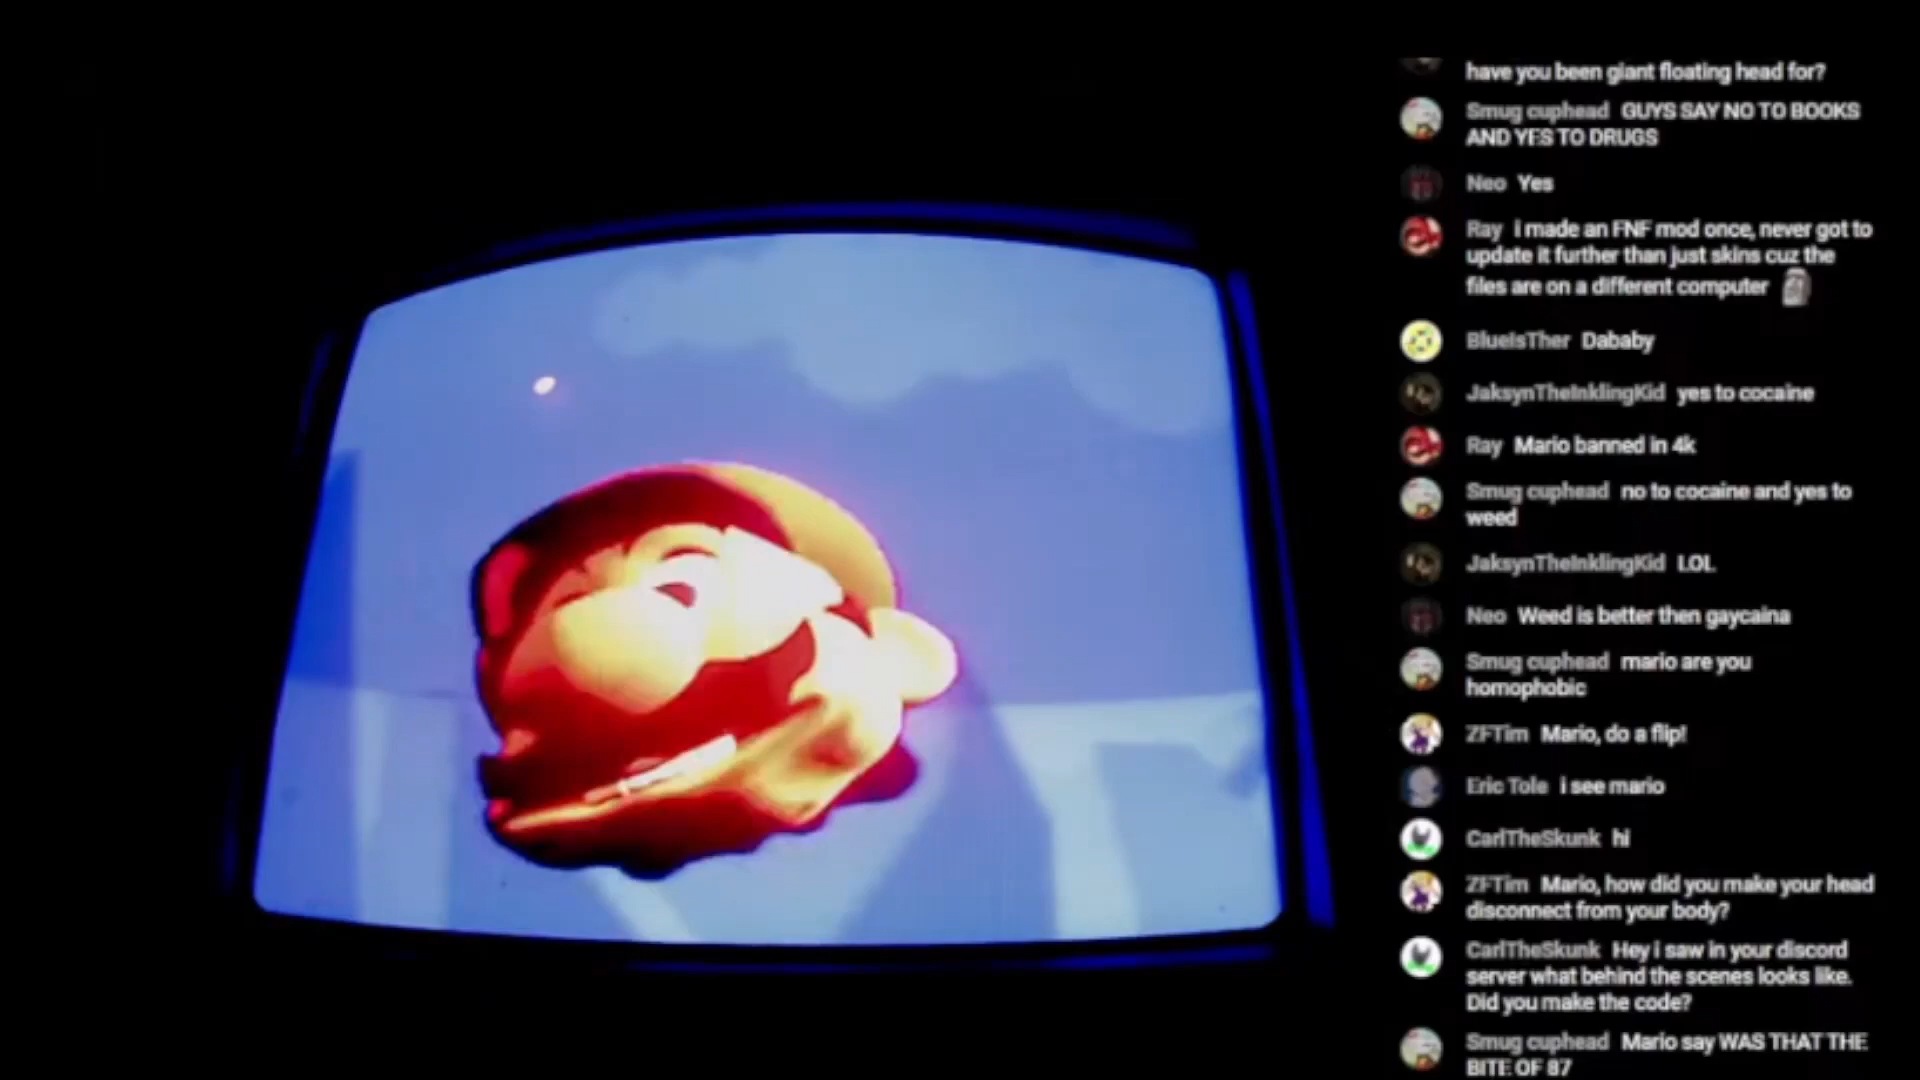 have you been giant floating head for?
Smug cuphead GUYS SAY NO TO BOOKS
AND YES TO DRUGS
Neo Yes
Ray i made an FNF mod once, never got to
update it further than just skins cuz the
files are on a different computer
BlueIsTher Dababy
JaksynTheInklingKid yes to cocaine
Ray Mario banned in 4k
Smug cuphead no to cocaine and yes to
weed
JaksynTheInklingKid LOL
Neo Weed is better then gaycaina
Smug cuphead mario are you
homophobic
ZFTim Mario, do a flip!
Eric Tole i see mario
CarlTheSkunk hi
ZFTim Mario, how did you make your head
disconnect from your body?
CarlTheSkunk Hey i saw in your discord
server what behind the scenes looks like.
Did you make the code?
Smug cuphead Mario say WAS THAT THE
BITE OF 87